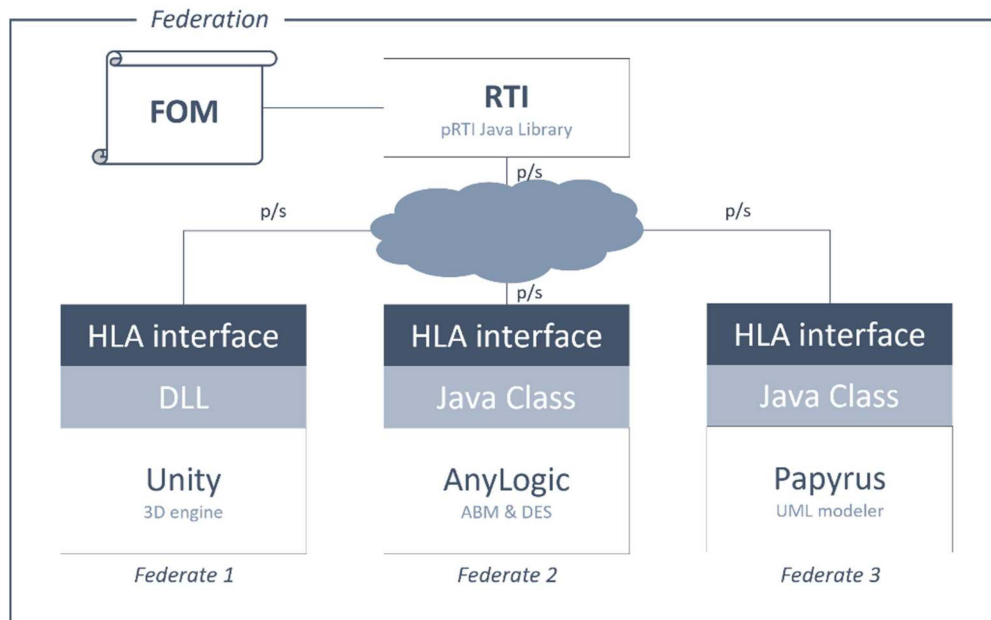 Federation
FOM
RTI
pRTI Java Library
p/s
p/s
p/s
p/s
HLA interface
DLL
Unity
3D engine
Federate 1
HLA interface
Java Class
AnyLogic
ABM & DES
Federate 2
HLA interface
Java Class
Papyrus
UML modeler
Federate 3